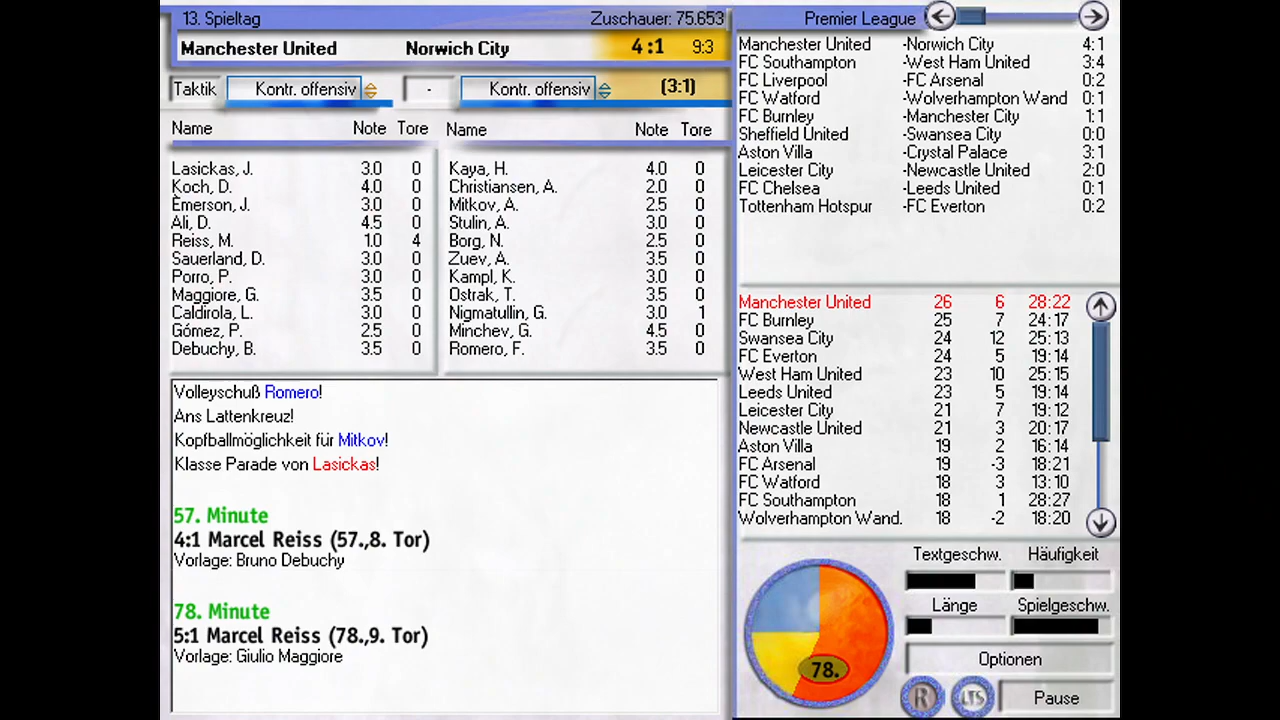 13. Spieltag Zuschauer: 75.653
Manchester United Norwich City 4:1 9:3
Taktik Kontr. offensiv - Kontr. offensiv (3:1)
Name Note Tore Name Note Tore
Lasickas, J. 3.0 0 Kaya, H. 4.0 0
Koch, D. 4.0 0 Christiansen, A. 2.0 0
Èmerson, J. 3.0 0 Mitkov, A. 2.5 0
Ali, D. 4.5 0 Stulin, A. 3.0 0
Reiss, M. 1.0 4 Borg, N. 2.5 0
Sauerland, D. 3.0 0 Zuev, A. 3.5 0
Porro, P. 3.0 0 Kampl, K. 3.0 0
Maggiore, G. 3.5 0 Ostrak, T. 3.5 0
Caldirola, L. 3.0 0 Nigmatullin, G. 3.0 1
Gómez, P. 2.5 0 Minchev, G. 4.5 0
Debuchy, B. 3.5 0 Romero, F. 3.5 0
Volleyschuß Romero!
Ans Lattenkreuz!
Kopfballmöglichkeit für Mitkov!
Klasse Parade von Lasickas!
57. Minute
4:1 Marcel Reiss (57.,8. Tor)
Vorlage: Bruno Debuchy
78. Minute
5:1 Marcel Reiss (78.,9. Tor)
Vorlage: Giulio Maggiore
Premier League
Manchester United -Norwich City 4:1
FC Southampton -West Ham United 3:4
FC Liverpool -FC Arsenal 0:2
FC Watford -Wolverhampton Wand 0:1
FC Burnley -Manchester City 1:1
Sheffield United -Swansea City 0:0
Aston Villa -Crystal Palace 3:1
Leicester City -Newcastle United 2:0
FC Chelsea -Leeds United 0:1
Tottenham Hotspur -FC Everton 0:2
Manchester United 26 6 28:22
FC Burnley 25 7 24:17
Swansea City 24 12 25:13
FC Everton 24 5 19:14
West Ham United 23 10 25:15
Leeds United 23 5 19:14
Leicester City 21 7 19:12
Newcastle United 21 3 20:17
Aston Villa 19 2 16:14
FC Arsenal 19 -3 18:21
FC Watford 18 3 13:10
FC Southampton 18 1 28:27
Wolverhampton Wand. 18 -2 18:20
Textgeschw. Häufigkeit
Länge Spielgeschw.
78.
Optionen
R LTS Pause